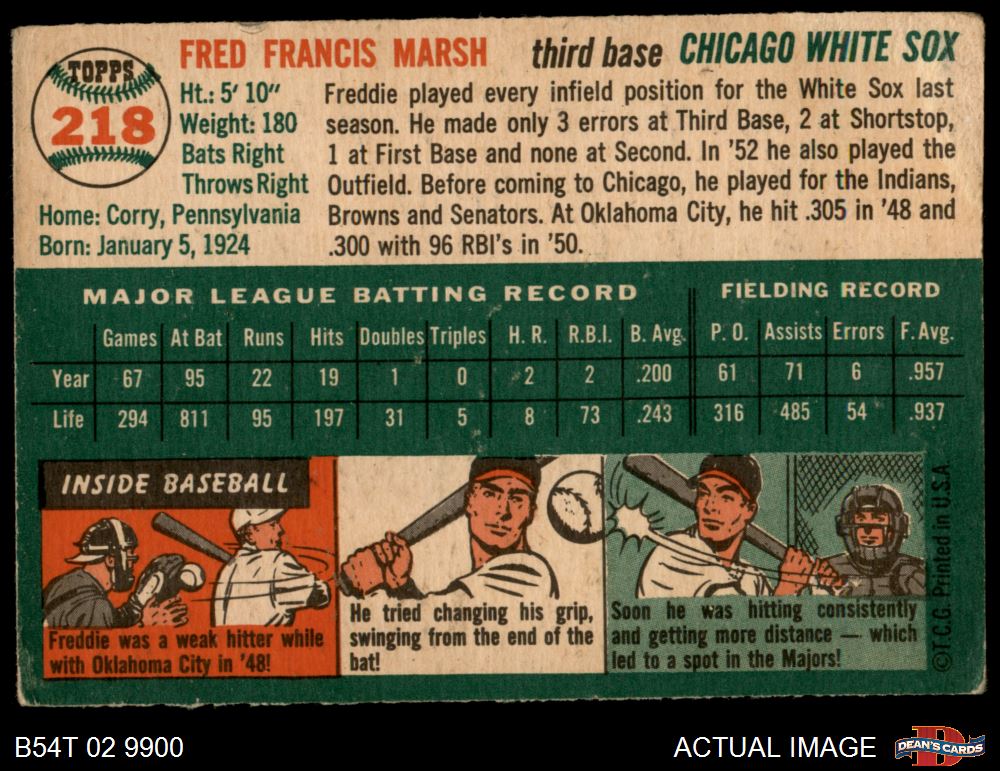 TOPPS
218
FRED FRANCIS MARSH third base CHICAGO WHITE SOX
Ht.: 5' 10"
Weight: 180
Bats Right
Throws Right
Home: Corry, Pennsylvania
Born: January 5, 1924
Freddie played every infield position for the White Sox last
season. He made only 3 errors at Third Base, 2 at Shortstop,
1 at First Base and none at Second. In '52 he also played the
Outfield. Before coming to Chicago, he played for the Indians,
Browns and Senators. At Oklahoma City, he hit .305 in '48 and
.300 with 96 RBI's in '50.
MAJOR LEAGUE BATTING RECORD FIELDING RECORD
Games At Bat Runs Hits Doubles Triples H. R. R.B.I. B. Avg. P. O. Assists Errors F. Avg.
Year 67 95 22 19 1 0 2 2 .200 61 71 6 .957
Life 294 811 95 197 31 5 8 73 .243 316 485 54 .937
INSIDE BASEBALL
Freddie was a weak hitter while
with Oklahoma City in '48!
He tried changing his grip,
swinging from the end of the
bat!
Soon he was hitting consistently
and getting more distance — which
led to a spot in the Majors!
©T.C.G. Printed in U.S.A.
B54T 02 9900
ACTUAL IMAGE
D
DEAN'S CARDS